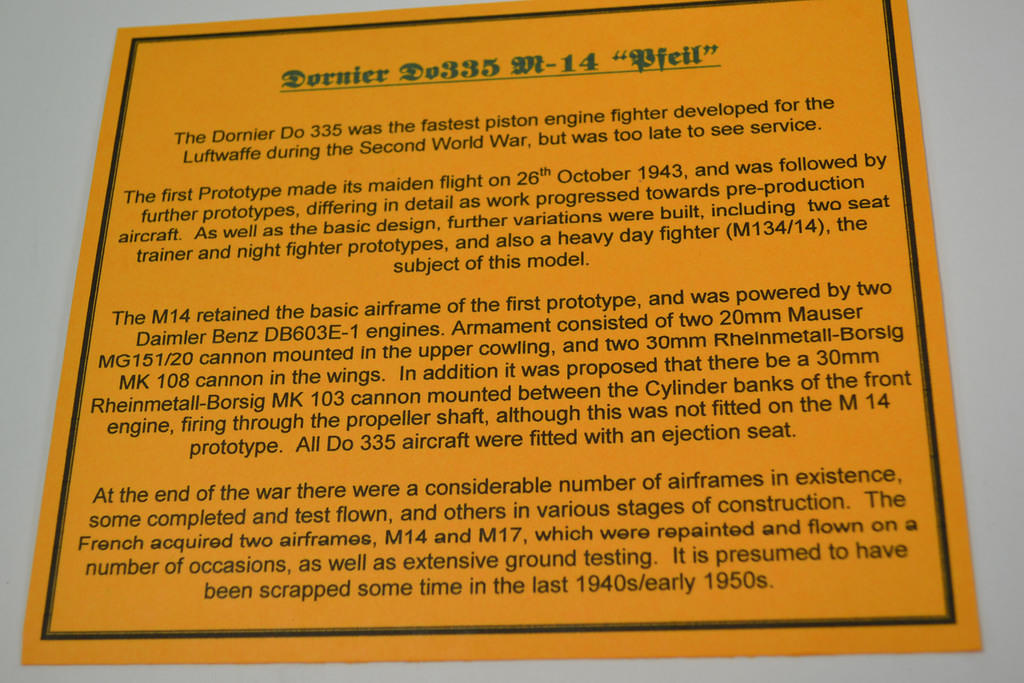 Dornier Do335 M-14 “Pfeil”
The Dornier Do 335 was the fastest piston engine fighter developed for the
Luftwaffe during the Second World War, but was too late to see service.
The first Prototype made its maiden flight on 26th October 1943, and was followed by
further prototypes, differing in detail as work progressed towards pre-production
aircraft. As well as the basic design, further variations were built, including two seat
trainer and night fighter prototypes, and also a heavy day fighter (M134/14), the
subject of this model.
The M14 retained the basic airframe of the first prototype, and was powered by two
Daimler Benz DB603E-1 engines. Armament consisted of two 20mm Mauser
MG151/20 cannon mounted in the upper cowling, and two 30mm Rheinmetall-Borsig
MK 108 cannon in the wings. In addition it was proposed that there be a 30mm
Rheinmetall-Borsig MK 103 cannon mounted between the Cylinder banks of the front
engine, firing through the propeller shaft, although this was not fitted on the M 14
prototype. All Do 335 aircraft were fitted with an ejection seat.
At the end of the war there were a considerable number of airframes in existence,
some completed and test flown, and others in various stages of construction. The
French acquired two airframes, M14 and M17, which were repainted and flown on a
number of occasions, as well as extensive ground testing. It is presumed to have
been scrapped some time in the last 1940s/early 1950s.